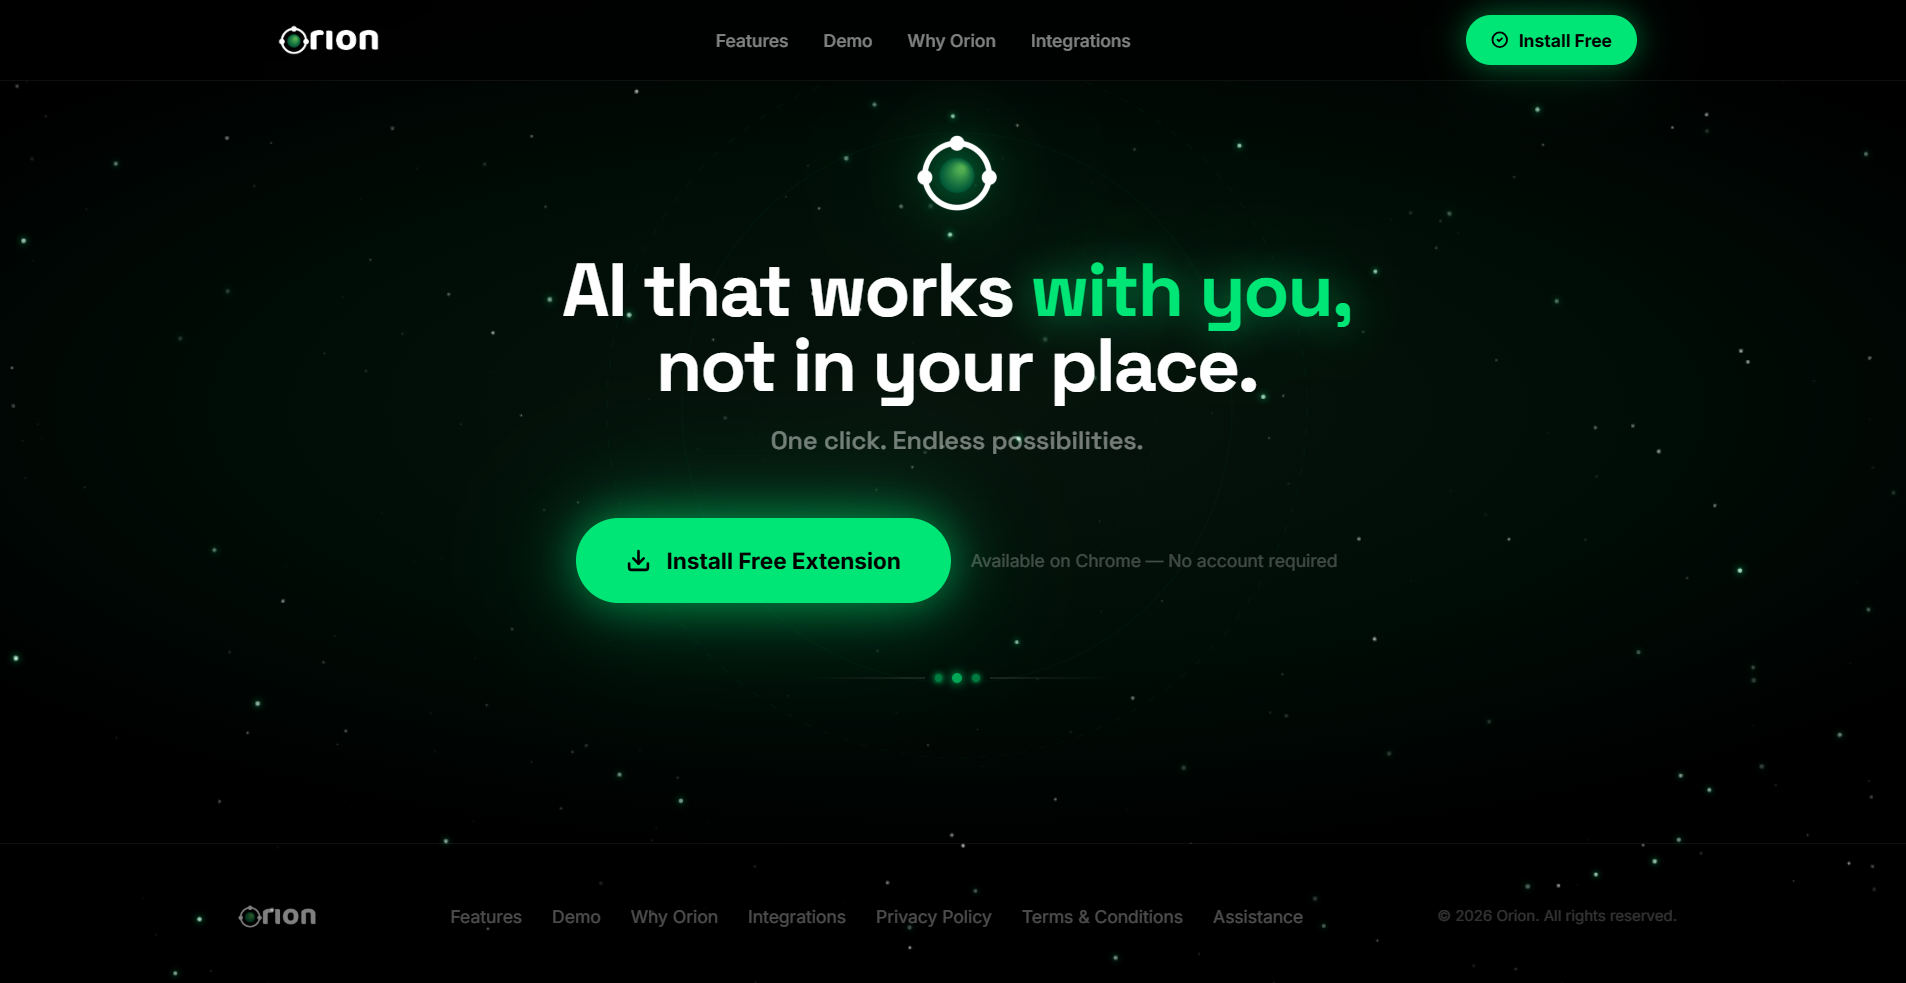 Orion
Features Demo Why Orion Integrations
Install Free
AI that works with you,
not in your place.
One click. Endless possibilities.
Install Free Extension
Available on Chrome — No account required
Orion
Features Demo Why Orion Integrations Privacy Policy Terms & Conditions Assistance
© 2026 Orion. All rights reserved.